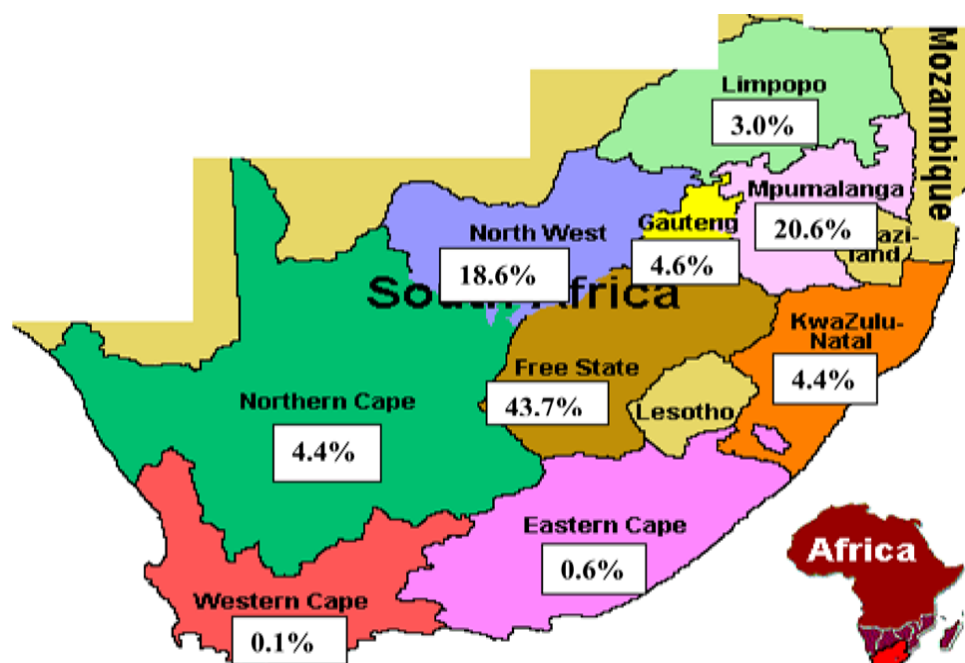 Limpopo
3.0%
Mozambique
Mpumalanga
20.6%
azi-
land
Gauteng
4.6%
North West
18.6%
South Africa
KwaZulu-
Natal
4.4%
Free State
43.7%
Lesotho
Northern Cape
4.4%
Eastern Cape
0.6%
Western Cape
0.1%
Africa